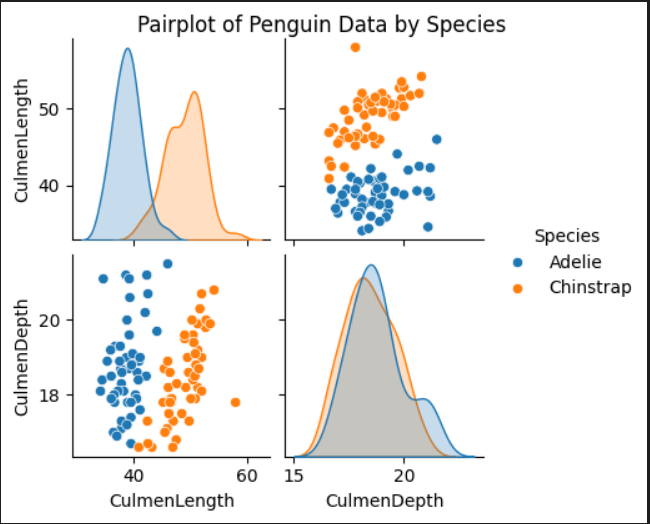 Pairplot of Penguin Data by Species
CulmenLength
50
40
Species
Adelie
Chinstrap
CulmenDepth
20
18
40 60
15 20
CulmenLength
CulmenDepth